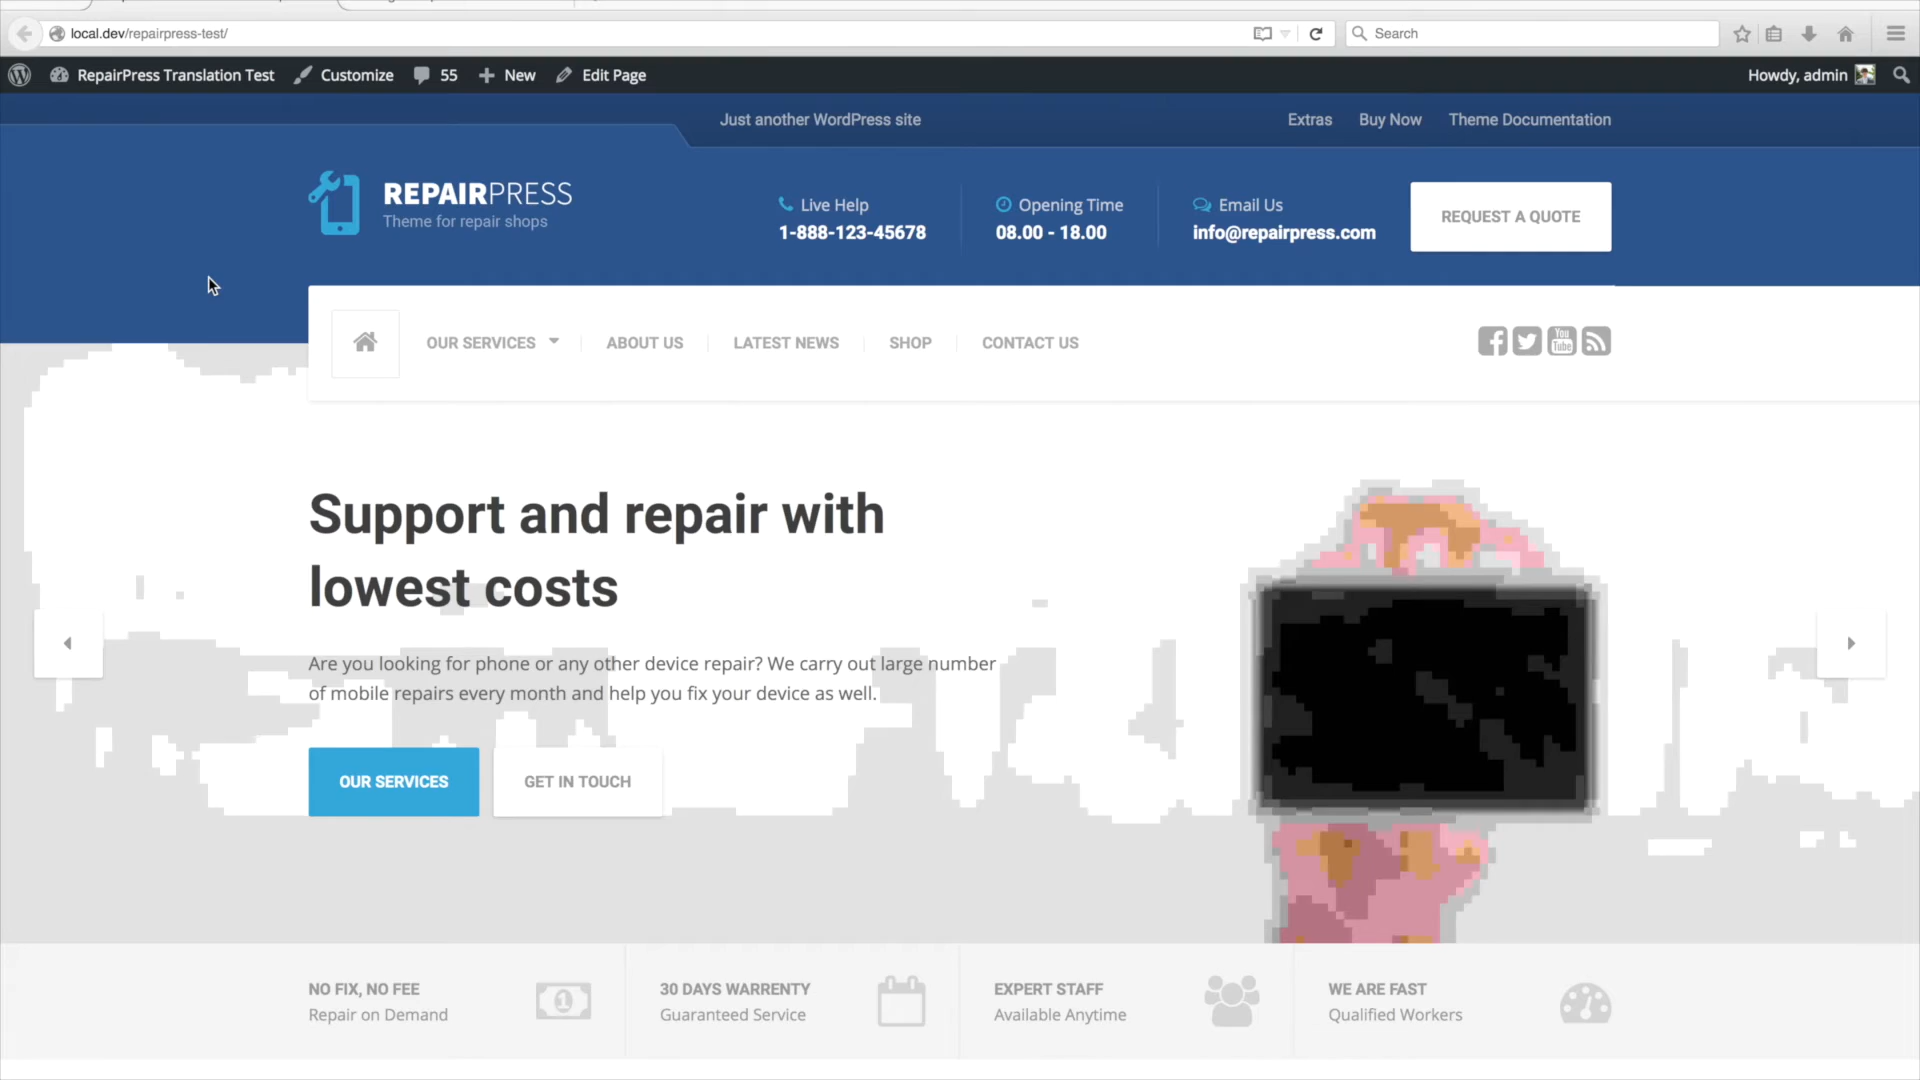 local.dev/repairpress-test/
Search
RepairPress Translation Test
Customize
55
New
Edit Page
Howdy, admin
Just another WordPress site
Extras
Buy Now
Theme Documentation
REPAIRPRESS
Theme for repair shops
Live Help
1-888-123-45678
Opening Time
08.00 - 18.00
Email Us
info@repairpress.com
REQUEST A QUOTE
OUR SERVICES
ABOUT US
LATEST NEWS
SHOP
CONTACT US
You
Tube
Support and repair with
lowest costs
Are you looking for phone or any other device repair? We carry out large number
of mobile repairs every month and help you fix your device as well.
OUR SERVICES
GET IN TOUCH
NO FIX, NO FEE
Repair on Demand
1
30 DAYS WARRENTY
Guaranteed Service
EXPERT STAFF
Available Anytime
WE ARE FAST
Qualified Workers